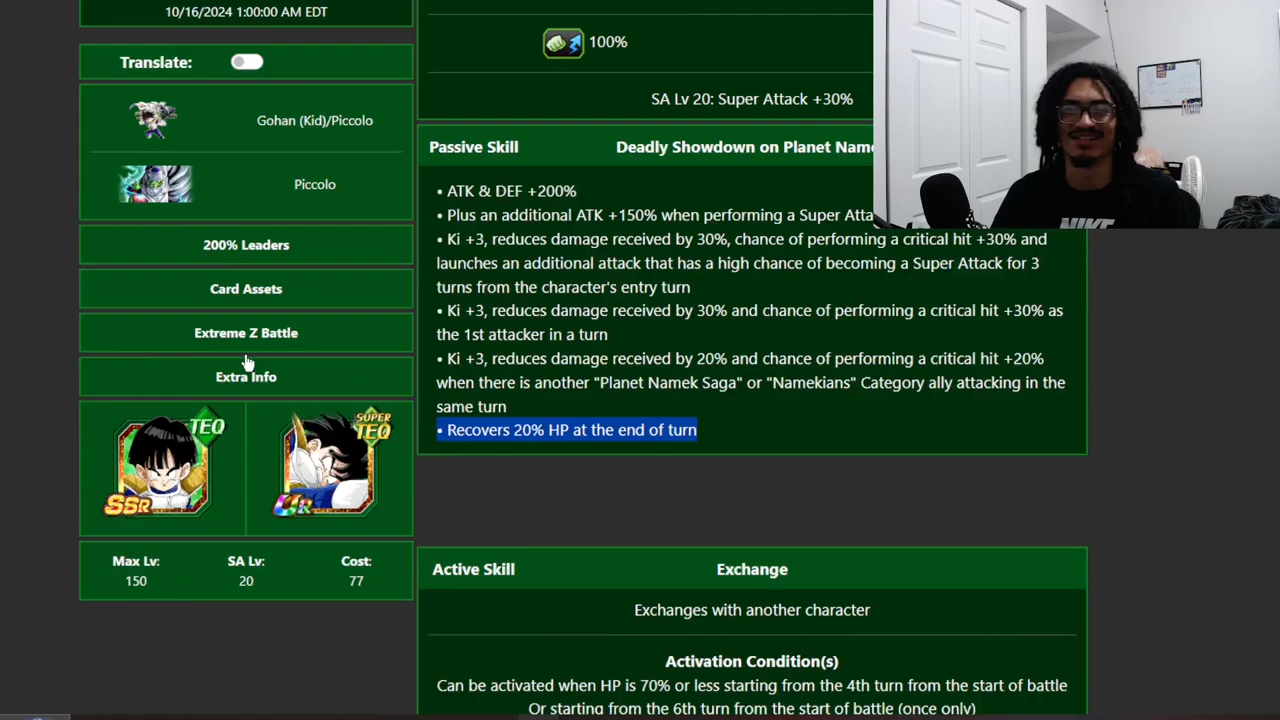 10/16/2024 1:00:00 AM EDT
Translate:
Gohan (Kid)/Piccolo
Piccolo
200% Leaders
Card Assets
Extreme Z Battle
Extra Info
TEQ
SSR
SUPER
TEQ
UR
Max Lv:
SA Lv:
Cost:
150
20
77
100%
SA Lv 20: Super Attack +30%
Passive Skill
Deadly Showdown on Planet
• ATK & DEF +200%
• Plus an additional ATK +150% when performing a Super
• Ki +3, reduces damage received by 30%, chance of performing a critical hit +30% and
launches an additional attack that has a high chance of becoming a Super Attack for 3
turns from the character's entry turn
• Ki +3, reduces damage received by 30% and chance of performing a critical hit +30% as
the 1st attacker in a turn
• Ki +3, reduces damage received by 20% and chance of performing a critical hit +20%
when there is another "Planet Namek Saga" or "Namekians" Category ally attacking in the
same turn
• Recovers 20% HP at the end of turn
Active Skill
Exchange
Exchanges with another character
Activation Condition(s)
Can be activated when HP is 70% or less starting from the 4th turn from the start of battle
Or starting from the 6th turn from the start of battle (once only)
NIKE